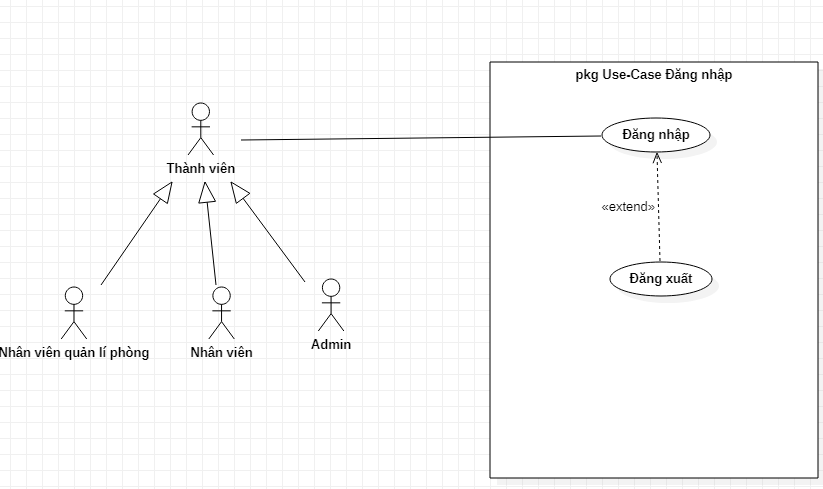 pkg Use-Case Đăng nhập
Đăng nhập
Thành viên
«extend»
Đăng xuất
Nhân viên quản lí phòng
Nhân viên
Admin